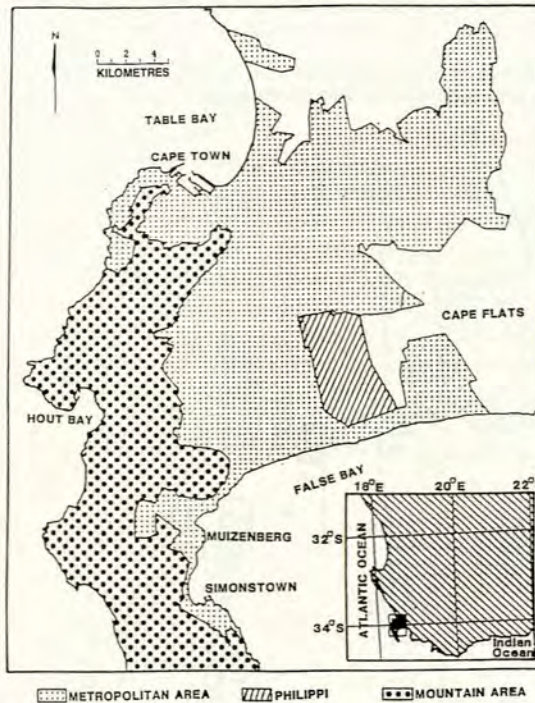 N
0 2 4
KILOMETRES
TABLE BAY
CAPE TOWN
CAPE FLATS
HOUT BAY
FALSE BAY
MUIZENBERG
SIMONSTOWN
18°E 20°E 22°E
32°S
34°S
ATLANTIC OCEAN
Indian
Ocean
METROPOLITAN AREA PHILIPPI MOUNTAIN AREA